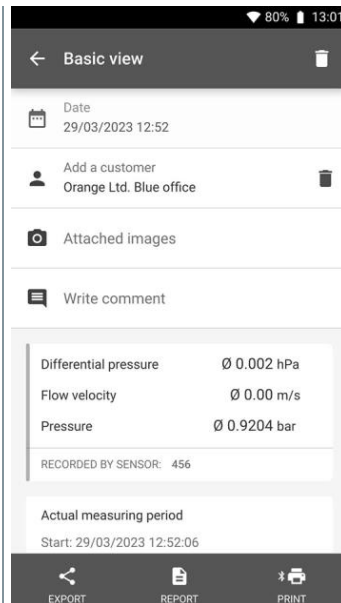 80% 13:01
Basic view
Date
29/03/2023 12:52
Add a customer
Orange Ltd. Blue office
Attached images
Write comment
Differential pressure Ø 0.002 hPa
Flow velocity Ø 0.00 m/s
Pressure Ø 0.9204 bar
RECORDED BY SENSOR: 456
Actual measuring period
Start: 29/03/2023 12:52:06
EXPORT REPORT PRINT